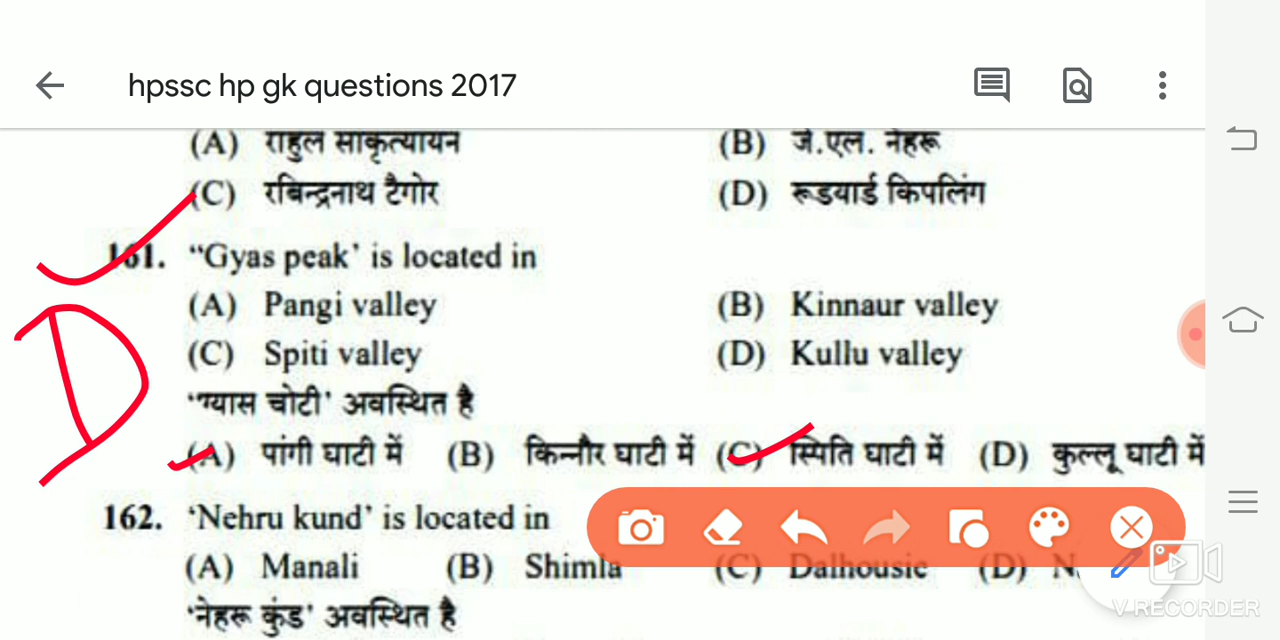 hpssc hp gk questions 2017
(A) राहुल सांकृत्यायन (B) जे.एल. नेहरू
(C) रबिन्द्रनाथ टैगोर (D) रूडयार्ड किपलिंग
161. “Gyas peak’ is located in
(A) Pangi valley (B) Kinnaur valley
(C) Spiti valley (D) Kullu valley
‘ग्यास चोटी’ अवस्थित है
(A) पांगी घाटी में (B) किन्नौर घाटी में (C) स्पिति घाटी में (D) कुल्लू घाटी में
162. ‘Nehru kund’ is located in
(A) Manali (B) Shimla (C) Dalhousie (D)
‘नेहरू कुंड’ अवस्थित है
V RECORDER
D